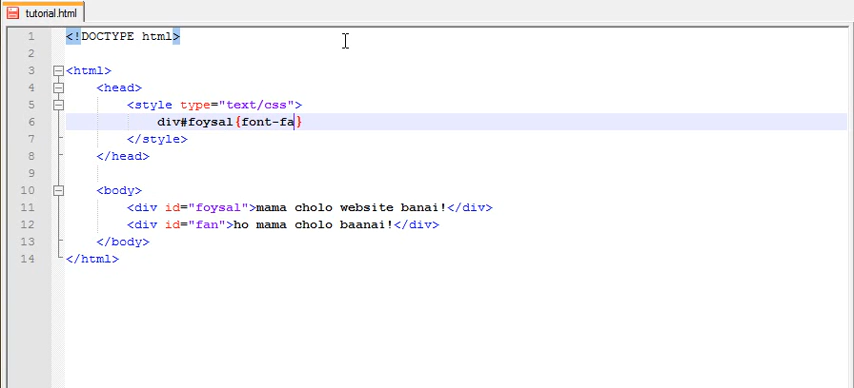 tutorial.html
1 <!DOCTYPE html>
2
3 <html>
4 <head>
5 <style type="text/css">
6 div#foysal{font-fa}
7 </style>
8 </head>
9
10 <body>
11 <div id="foysal">mama cholo website banai!</div>
12 <div id="fan">ho mama cholo baanai!</div>
13 </body>
14 </html>